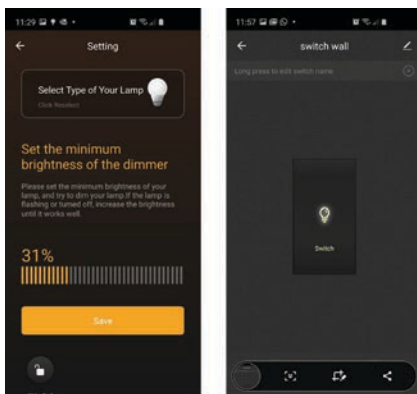 11:29
Setting
Select Type of Your Lamp
Click Reselect
Set the minimum
brightness of the dimmer
Please set the minimum brightness of your
lamp, and try to dim your lamp.If the lamp is
flashing or turned off, increase the brightness
until it works well.
31%
Save
11:57
switch wall
Long press to edit switch name
Switch